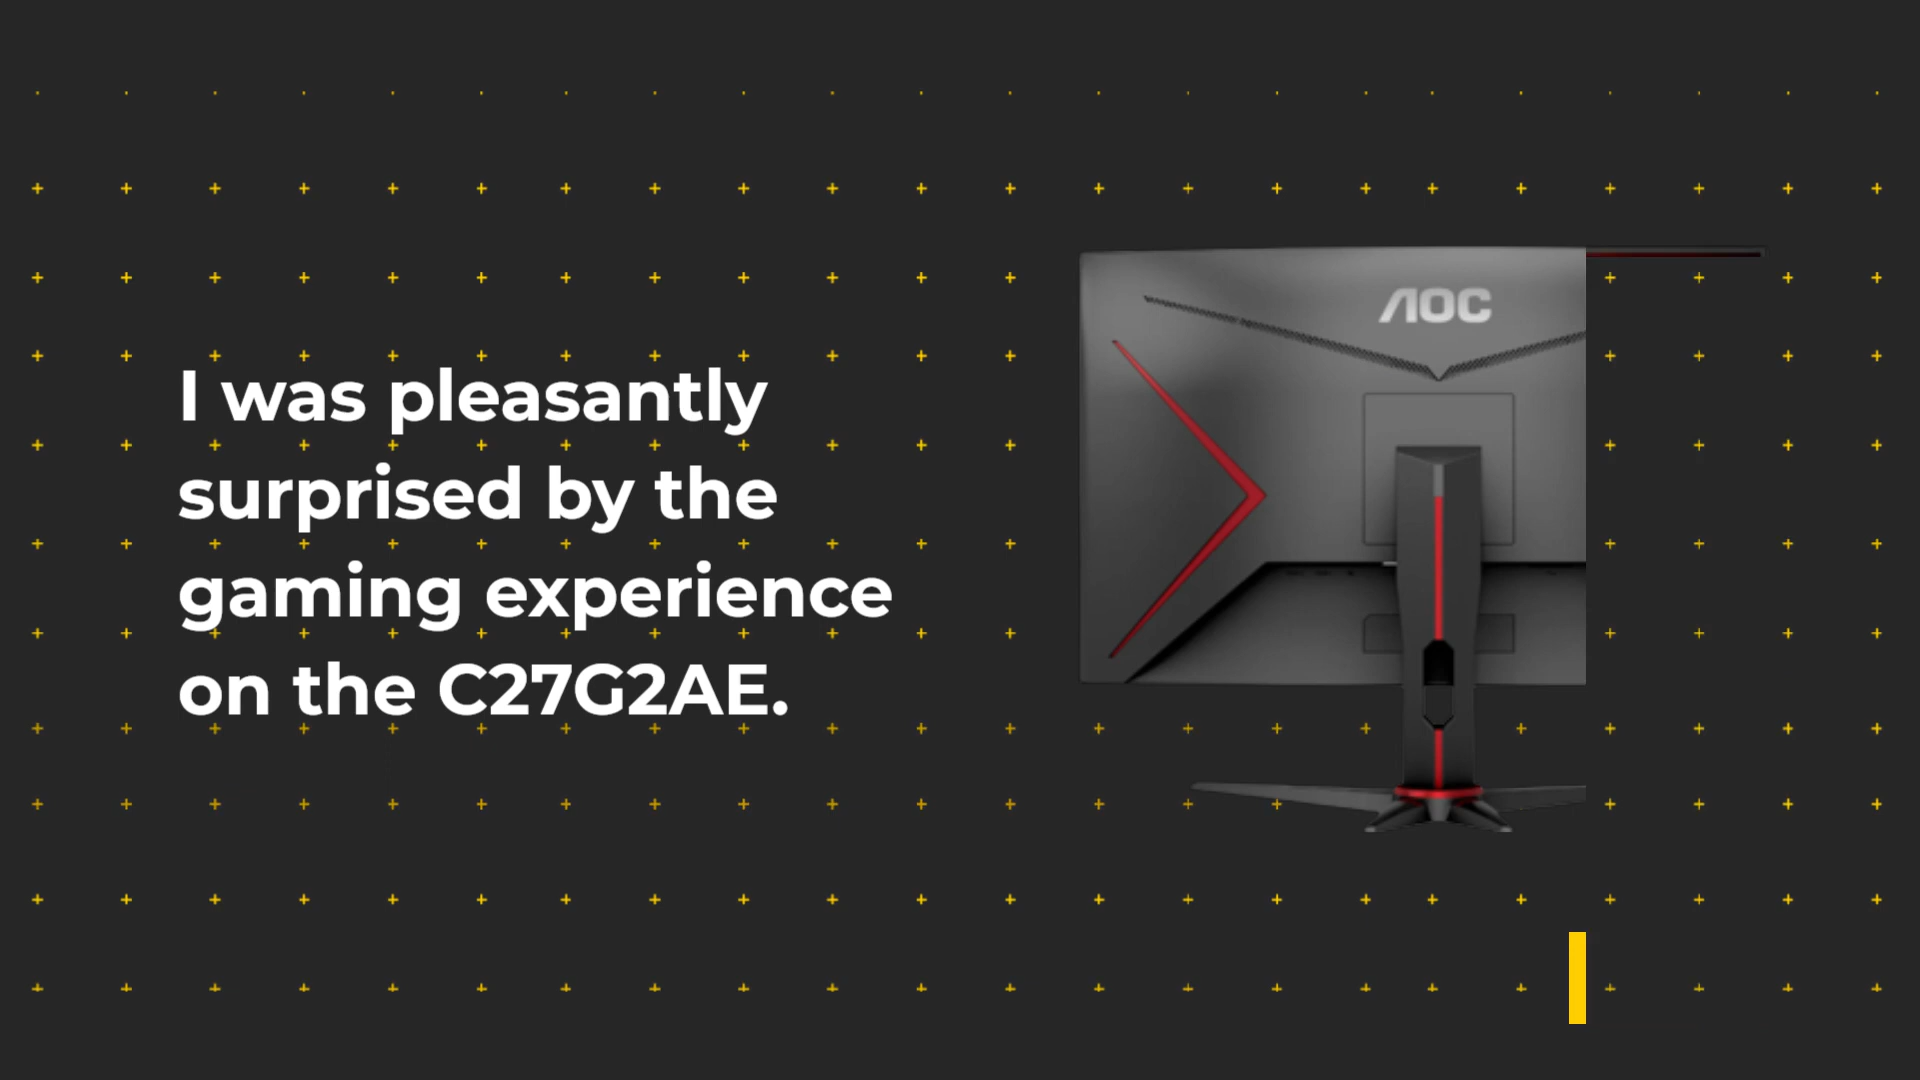 I was pleasantly
surprised by the
gaming experience
on the C27G2AE.
AOC